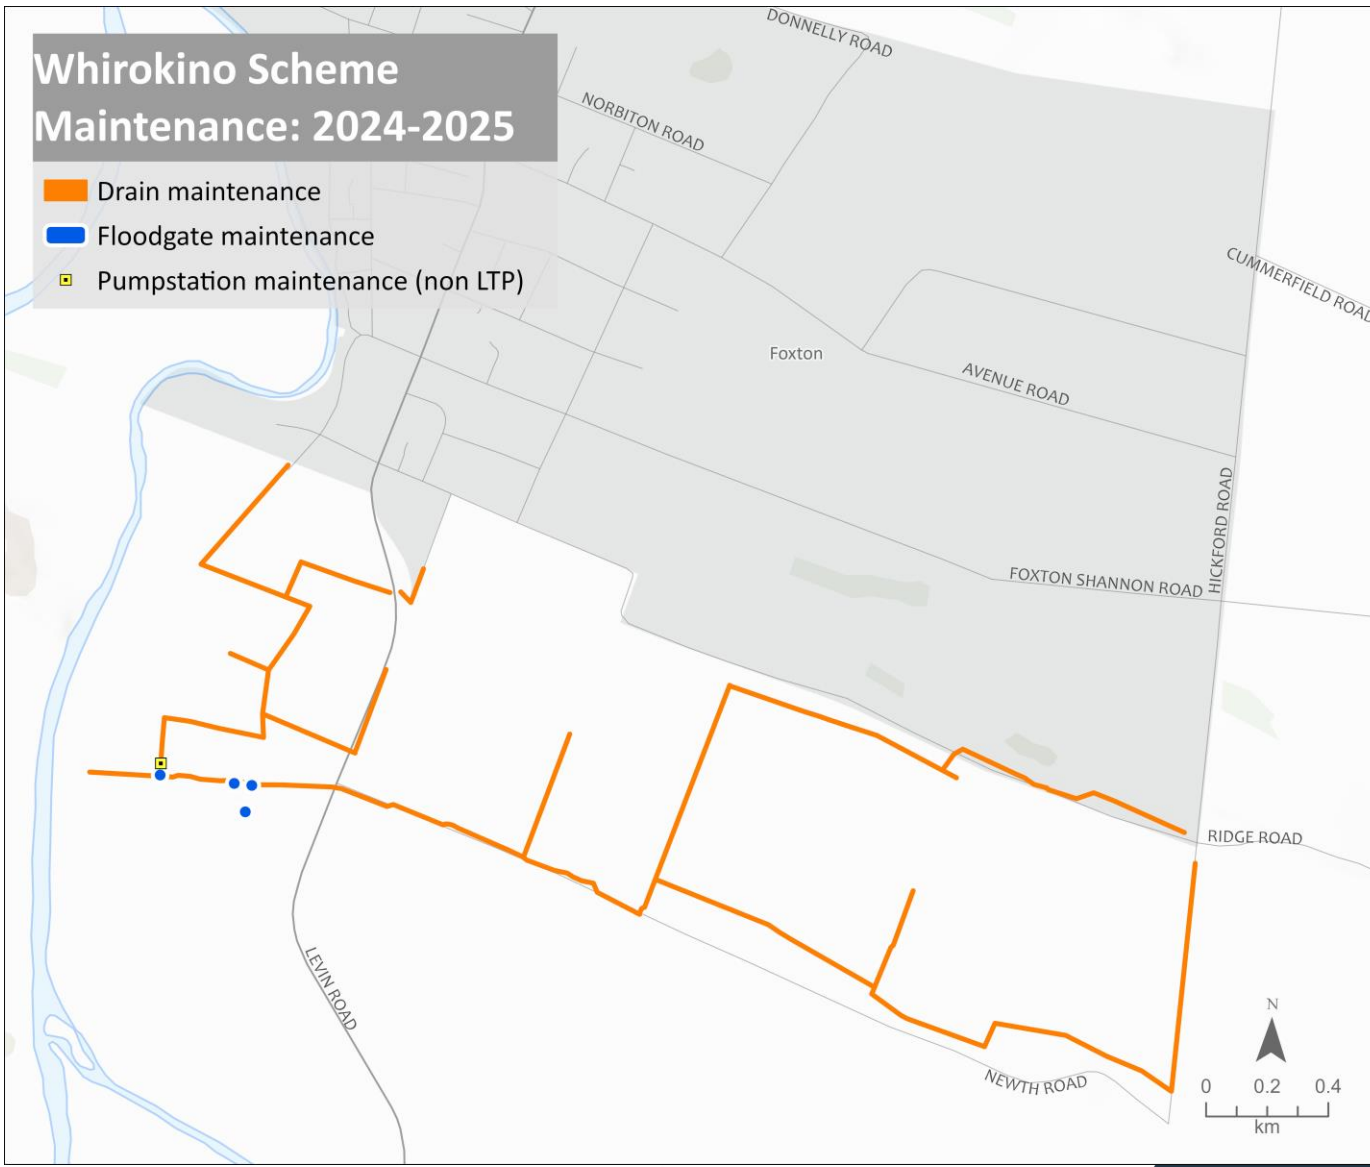 Whirokino Scheme
Maintenance: 2024-2025
Drain maintenance
Floodgate maintenance
Pumpstation maintenance (non LTP)
DONNELLY ROAD
NORBITON ROAD
CUMMERFIELD ROAD
Foxton
AVENUE ROAD
HICKFORD ROAD
FOXTON SHANNON ROAD
RIDGE ROAD
LEVIN ROAD
NEWTH ROAD
N
0 0.2 0.4
km